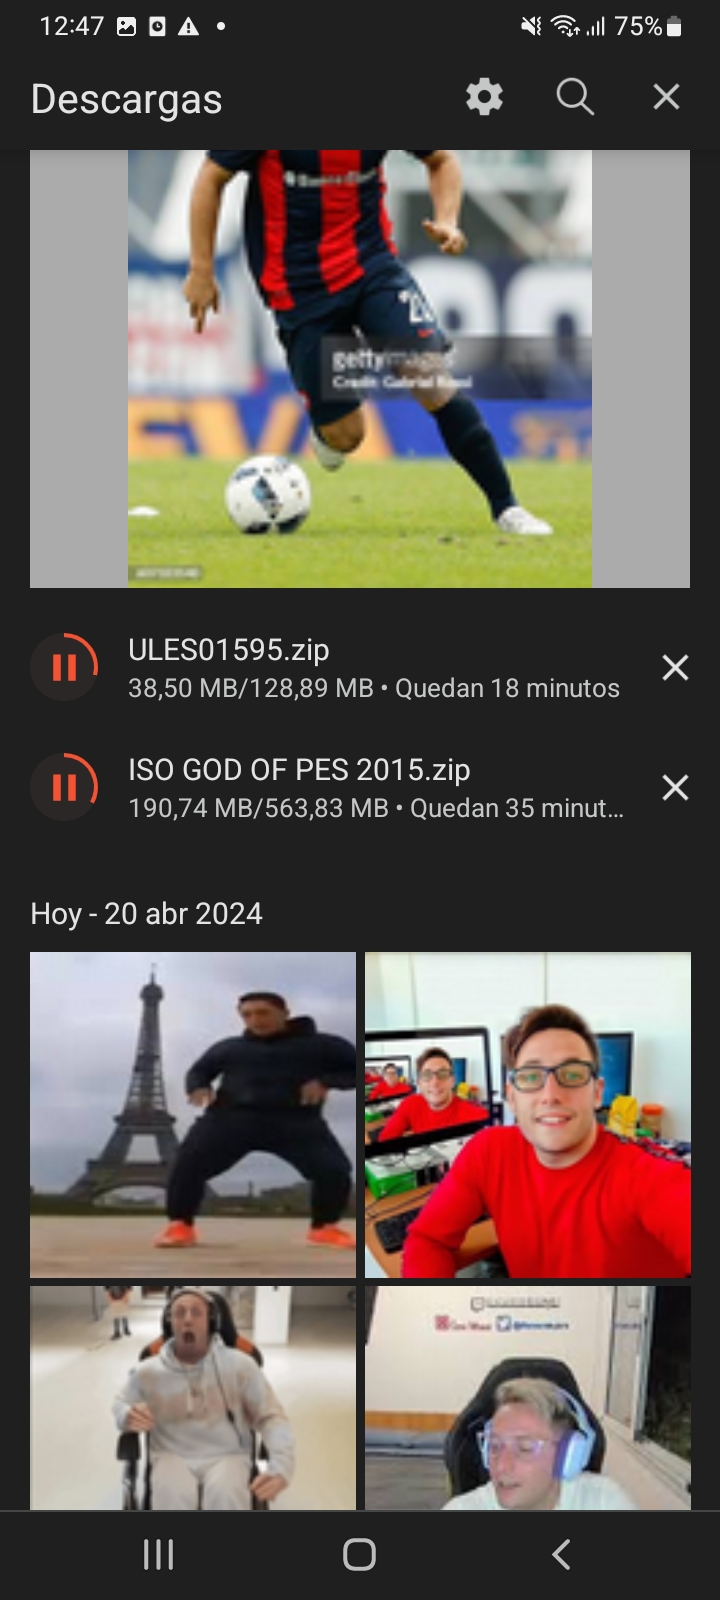 12:47
75%
Descargas
20
gettyimages
Credit: Gabriel Rossi
ULES01595.zip
38,50 MB/128,89 MB • Quedan 18 minutos
ISO GOD OF PES 2015.zip
190,74 MB/563,83 MB • Quedan 35 minut...
Hoy - 20 abr 2024